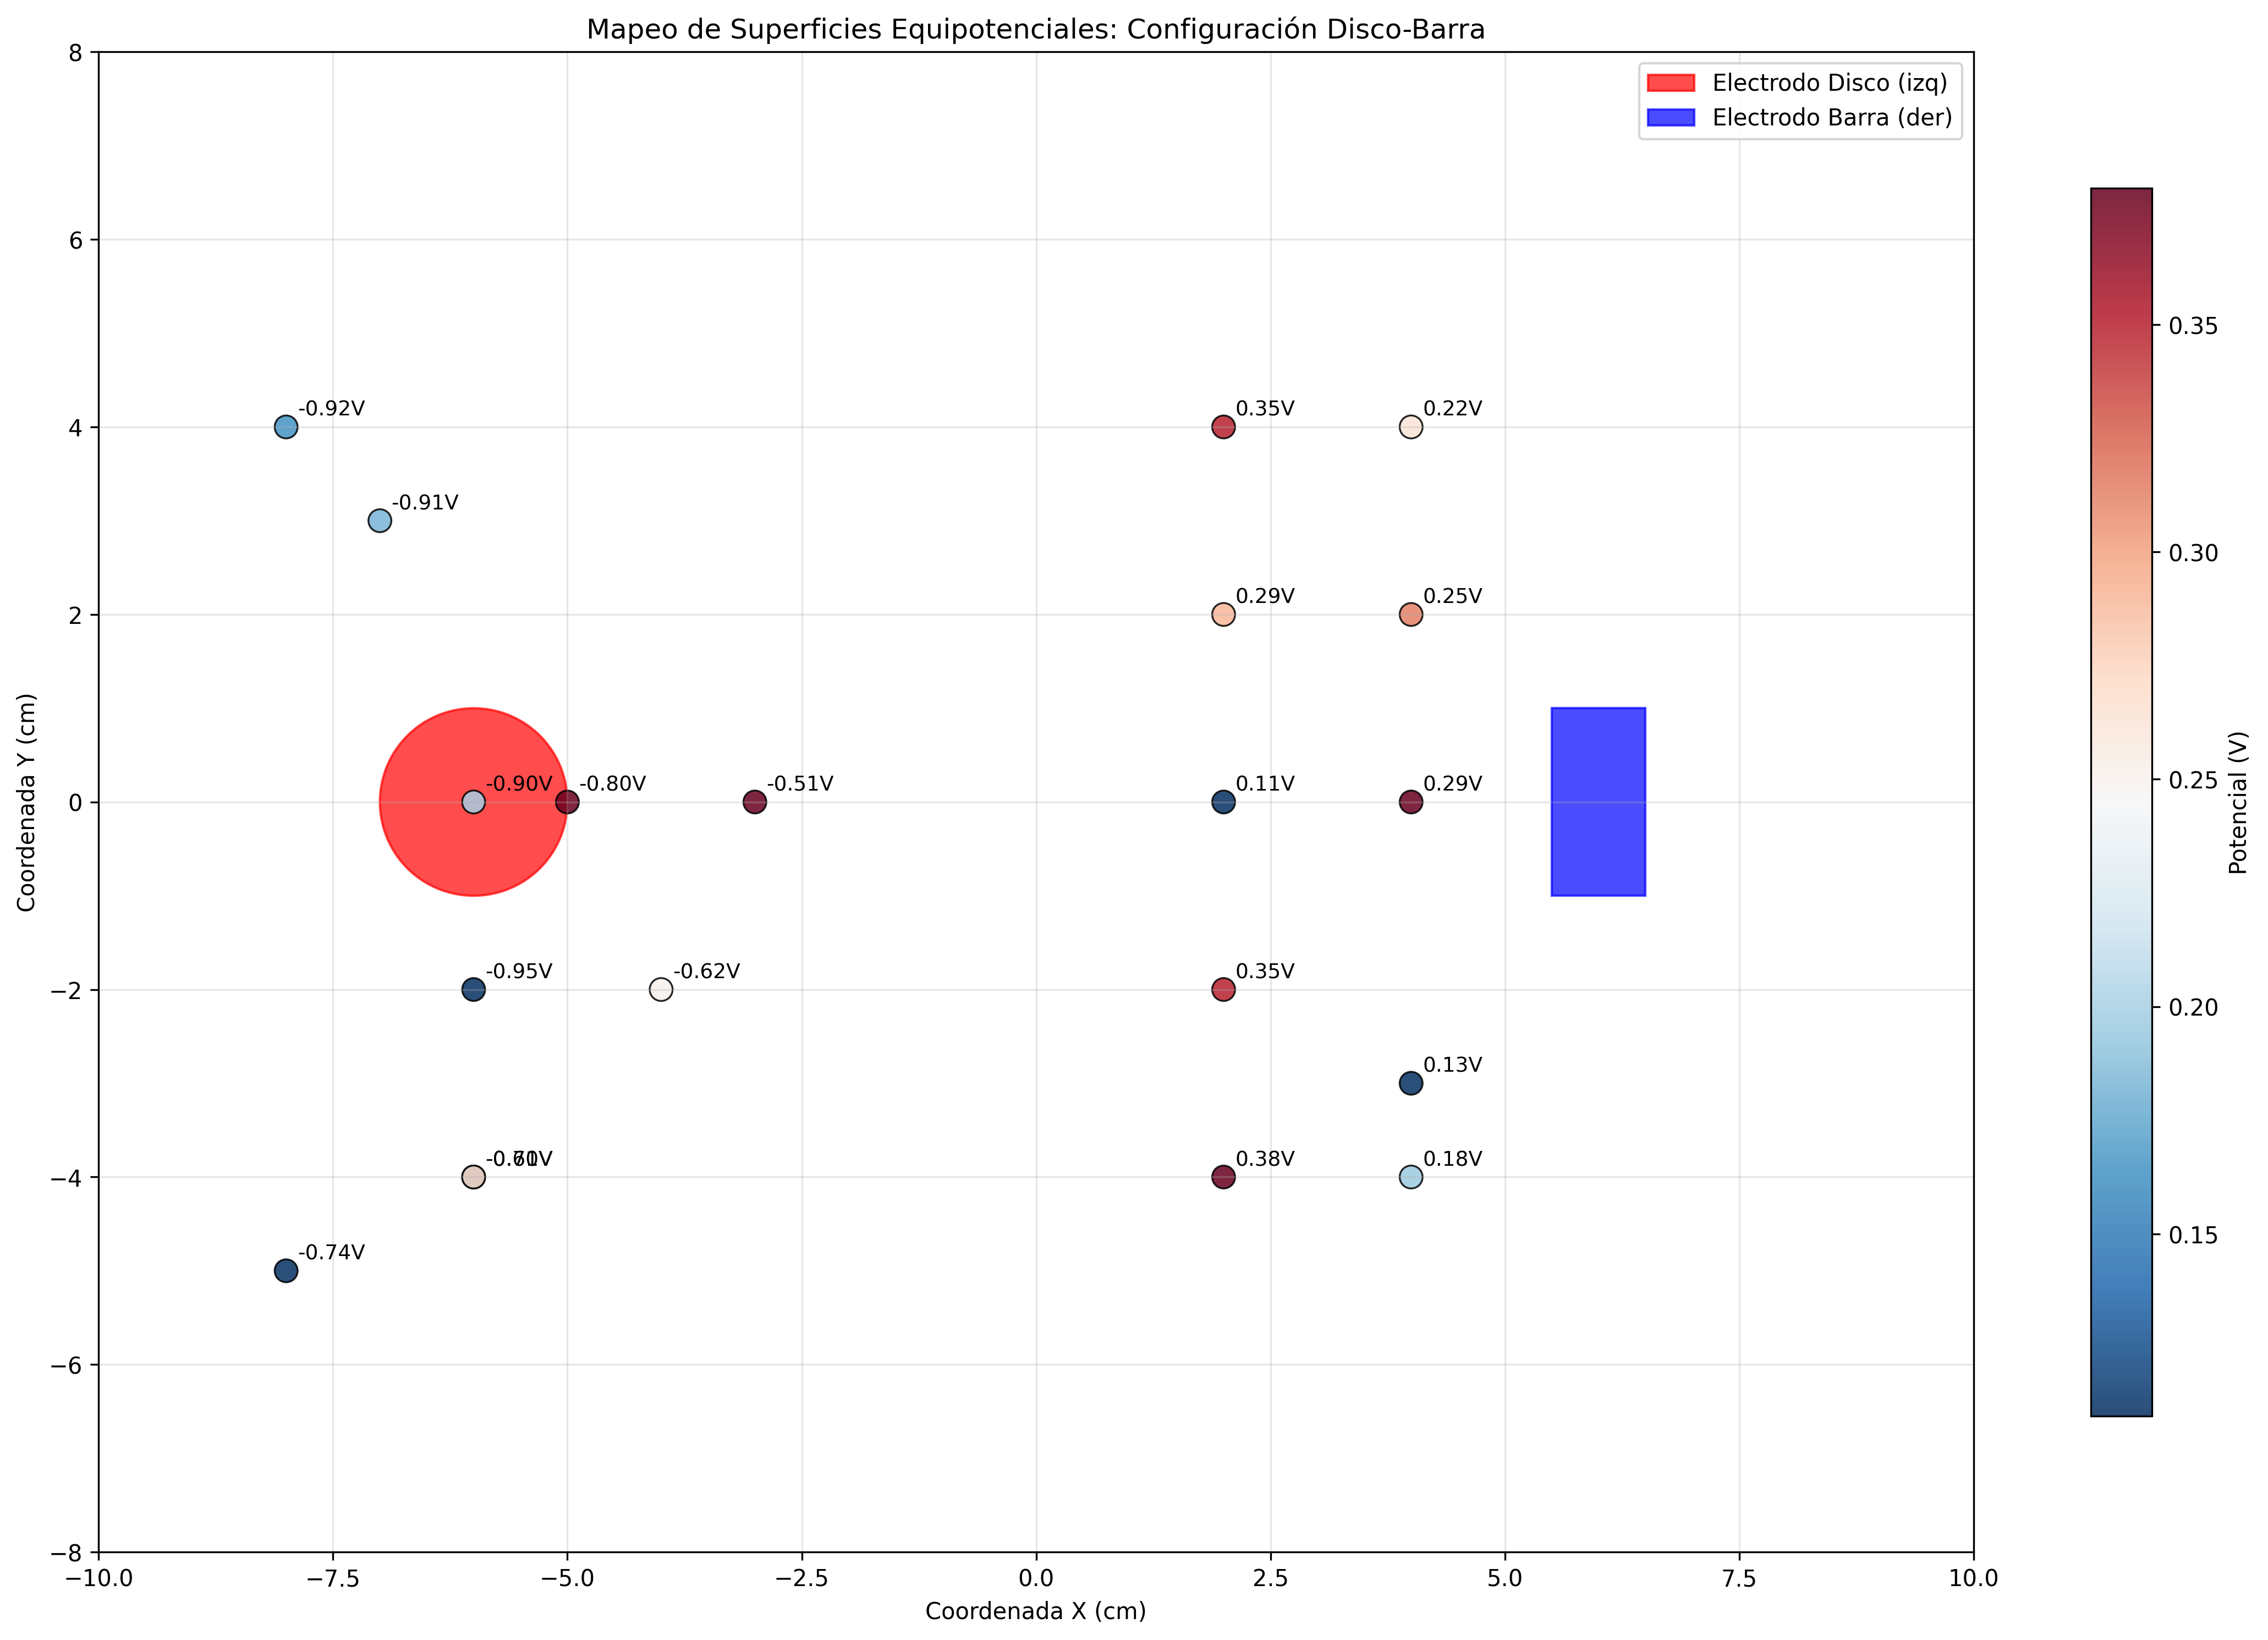 Mapeo de Superficies Equipotenciales: Configuración Disco-Barra
Electrodo Disco (izq)
Electrodo Barra (der)
8
6
4
2
0
−2
−4
−6
−8
Coordenada Y (cm)
-0.92V
0.35V
0.22V
-0.91V
0.29V
0.25V
-0.90V
-0.80V
-0.51V
0.11V
0.29V
-0.95V
-0.62V
0.35V
0.13V
0.38V
0.18V
-0.74V
−10.0
−7.5
−5.0
−2.5
0.0
2.5
5.0
7.5
10.0
Coordenada X (cm)
0.35
0.30
0.25
0.20
0.15
Potencial (V)